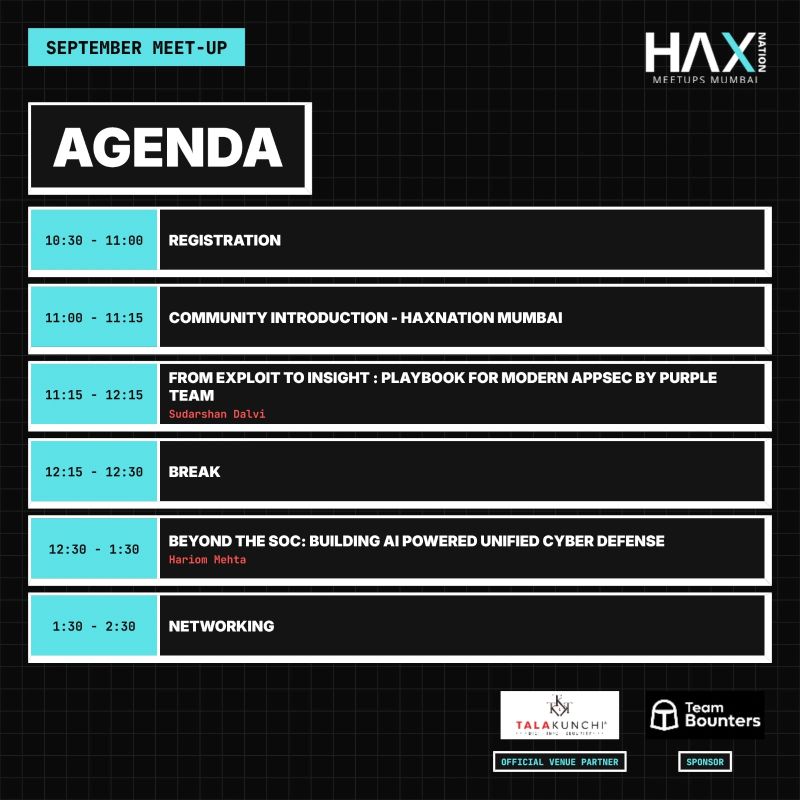 SEPTEMBER MEET-UP
HAX NATION
MEETUPS MUMBAI
AGENDA
10:30 - 11:00
REGISTRATION
11:00 - 11:15
COMMUNITY INTRODUCTION - HAXNATION MUMBAI
11:15 - 12:15
FROM EXPLOIT TO INSIGHT : PLAYBOOK FOR MODERN APPSEC BY PURPLE
TEAM
Sudarshan Dalvi
12:15 - 12:30
BREAK
12:30 - 1:30
BEYOND THE SOC: BUILDING AI POWERED UNIFIED CYBER DEFENSE
Hariom Mehta
1:30 - 2:30
NETWORKING
TALAKUNCHI
Team
Bounters
OFFICIAL VENUE PARTNER
SPONSOR